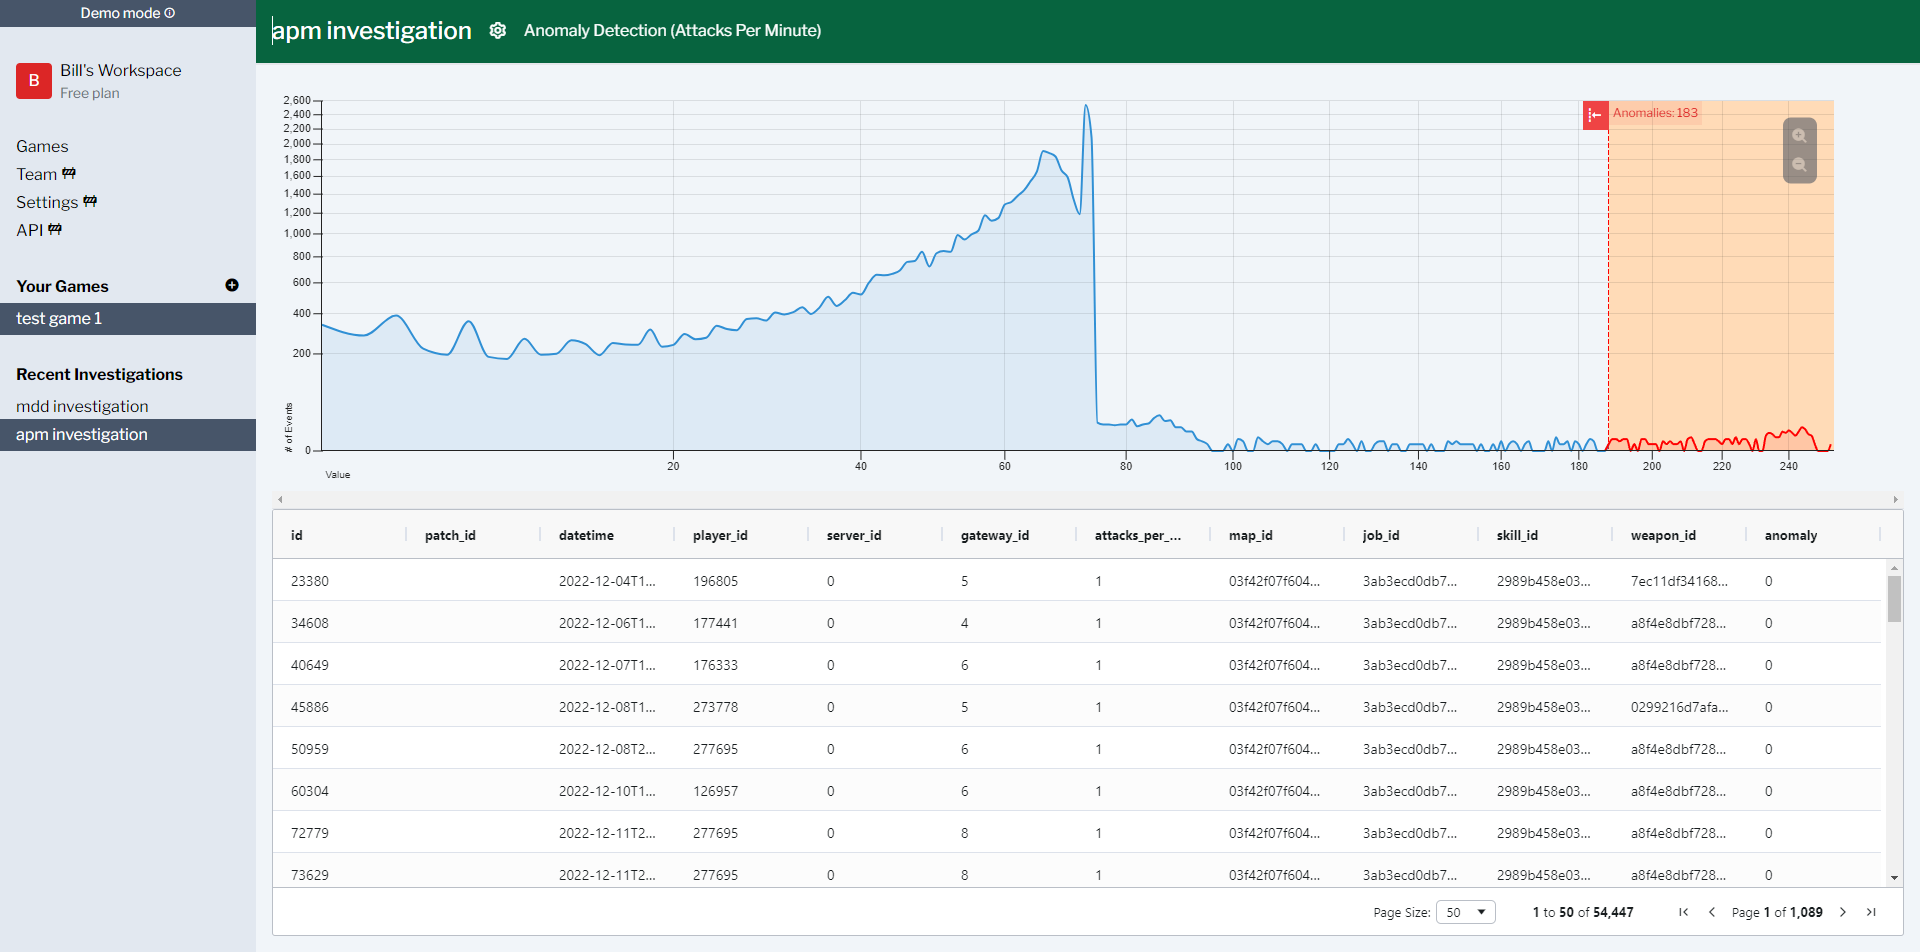 Demo mode
B
Bill's Workspace
Free plan
Games
Team
Settings
API
Your Games
test game 1
Recent Investigations
mdd investigation
apm investigation
apm investigation
Anomaly Detection (Attacks Per Minute)
2,600
2,400
2,200
2,000
1,800
1,600
1,400
1,200
1,000
800
600
400
200
0
# of Events
Anomalies: 183
20 40 60 80 100 120 140 160 180 200 220 240
Value
id patch_id datetime player_id server_id gateway_id attacks_per_... map_id job_id skill_id weapon_id anomaly
23380 2022-12-04T1... 196805 0 5 1 03f42f07f604... 3ab3ecd0db7... 2989b458e03... 7ec11df34168... 0
34608 2022-12-06T1... 177441 0 4 1 03f42f07f604... 3ab3ecd0db7... 2989b458e03... a8f4e8dbf728... 0
40649 2022-12-07T1... 176333 0 6 1 03f42f07f604... 3ab3ecd0db7... 2989b458e03... a8f4e8dbf728... 0
45886 2022-12-08T1... 273778 0 5 1 03f42f07f604... 3ab3ecd0db7... 2989b458e03... 0299216d7afa... 0
50959 2022-12-08T2... 277695 0 6 1 03f42f07f604... 3ab3ecd0db7... 2989b458e03... a8f4e8dbf728... 0
60304 2022-12-10T1... 126957 0 6 1 03f42f07f604... 3ab3ecd0db7... 2989b458e03... a8f4e8dbf728... 0
72779 2022-12-11T2... 277695 0 8 1 03f42f07f604... 3ab3ecd0db7... 2989b458e03... a8f4e8dbf728... 0
73629 2022-12-11T2... 277695 0 8 1 03f42f07f604... 3ab3ecd0db7... 2989b458e03... a8f4e8dbf728... 0
Page Size: 50 1 to 50 of 54,447 Page 1 of 1,089